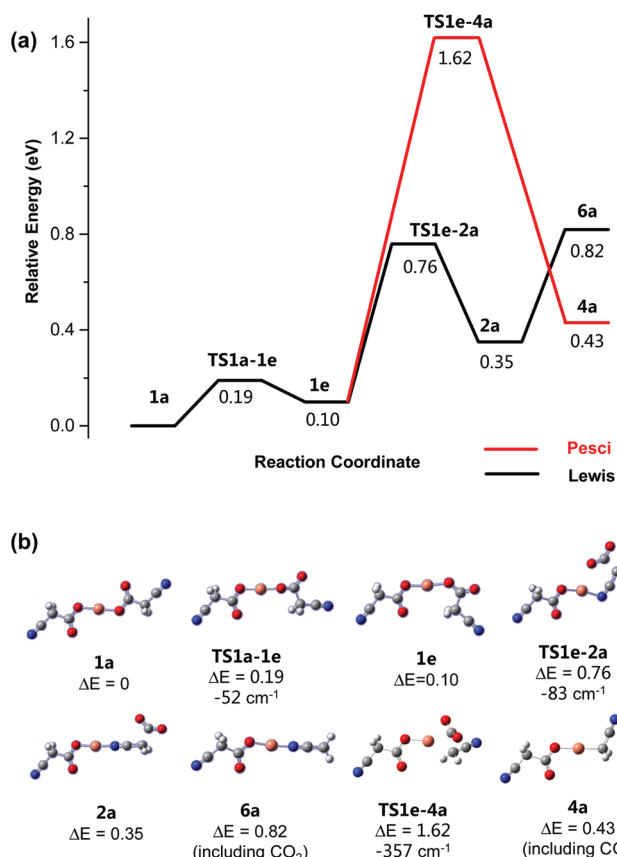 (a)
TS1e-4a
1.6
1.62
1.2
Relative Energy (eV)
6a
0.8
TS1e-2a
0.82
0.76
4a
2a
0.4
0.43
TS1a-1e
0.35
1a
1e
0.19
0.10
0.0
Reaction Coordinate
Pesci
Lewis
(b)
1a
TS1a-1e
1e
TS1e-2a
ΔE = 0
ΔE = 0.19
ΔE=0.10
ΔE = 0.76
-52 cm⁻¹
-83 cm⁻¹
2a
6a
TS1e-4a
4a
ΔE = 0.35
ΔE = 0.82
ΔE = 1.62
ΔE = 0.43
(including CO₂)
-357 cm⁻¹
(including